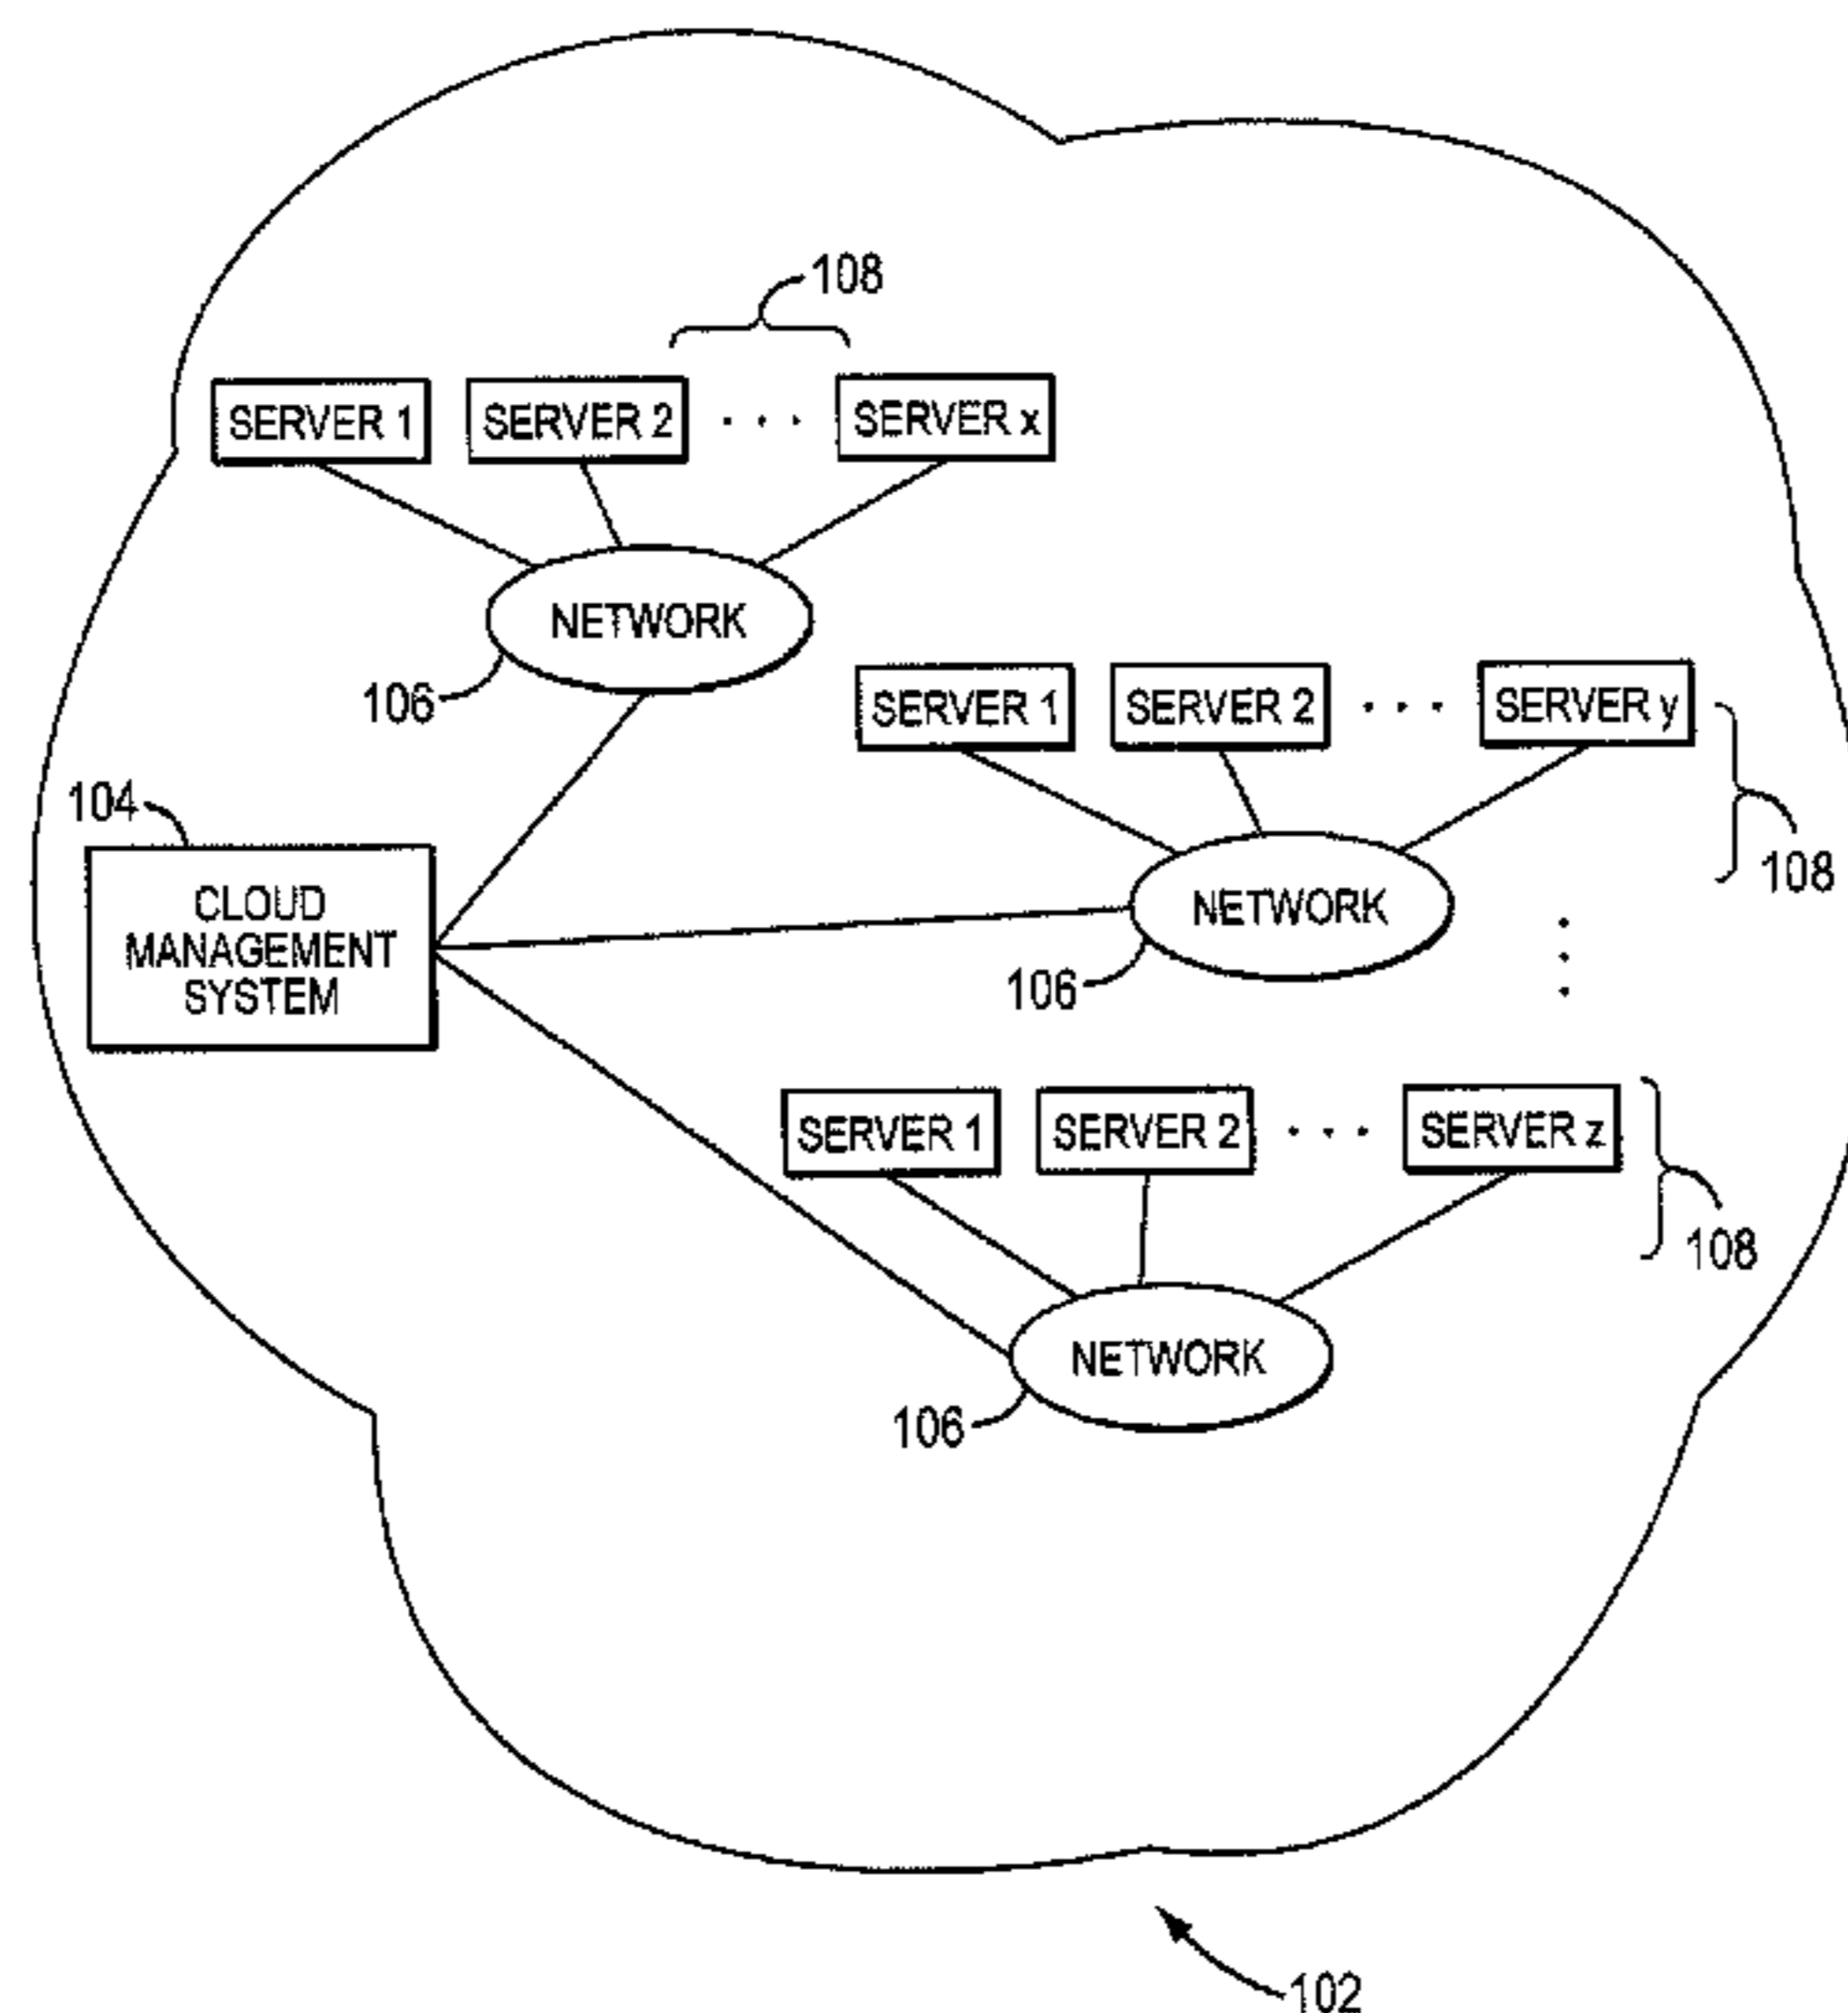 108
SERVER 1 SERVER 2 . . . SERVER x
NETWORK
106
SERVER 1 SERVER 2 . . . SERVER y
108
104
CLOUD
MANAGEMENT
SYSTEM
NETWORK
106
SERVER 1 SERVER 2 . . . SERVER z
108
NETWORK
106
102